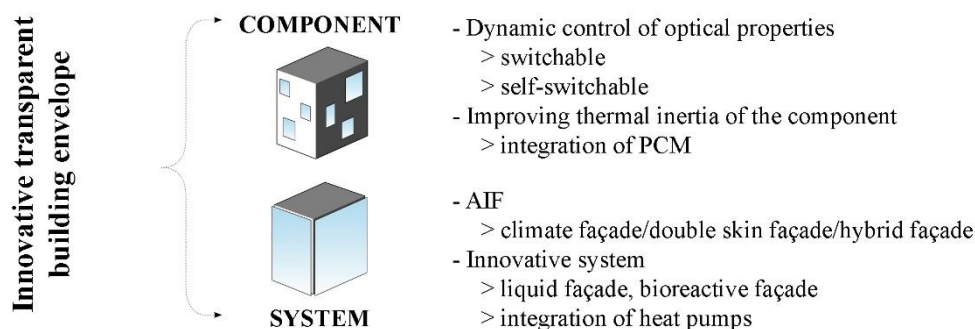 Innovative transparent
building envelope
COMPONENT
- Dynamic control of optical properties
> switchable
> self-switchable
- Improving thermal inertia of the component
> integration of PCM
- AIF
> climate façade/double skin façade/hybrid façade
- Innovative system
> liquid façade, bioreactive façade
> integration of heat pumps
SYSTEM